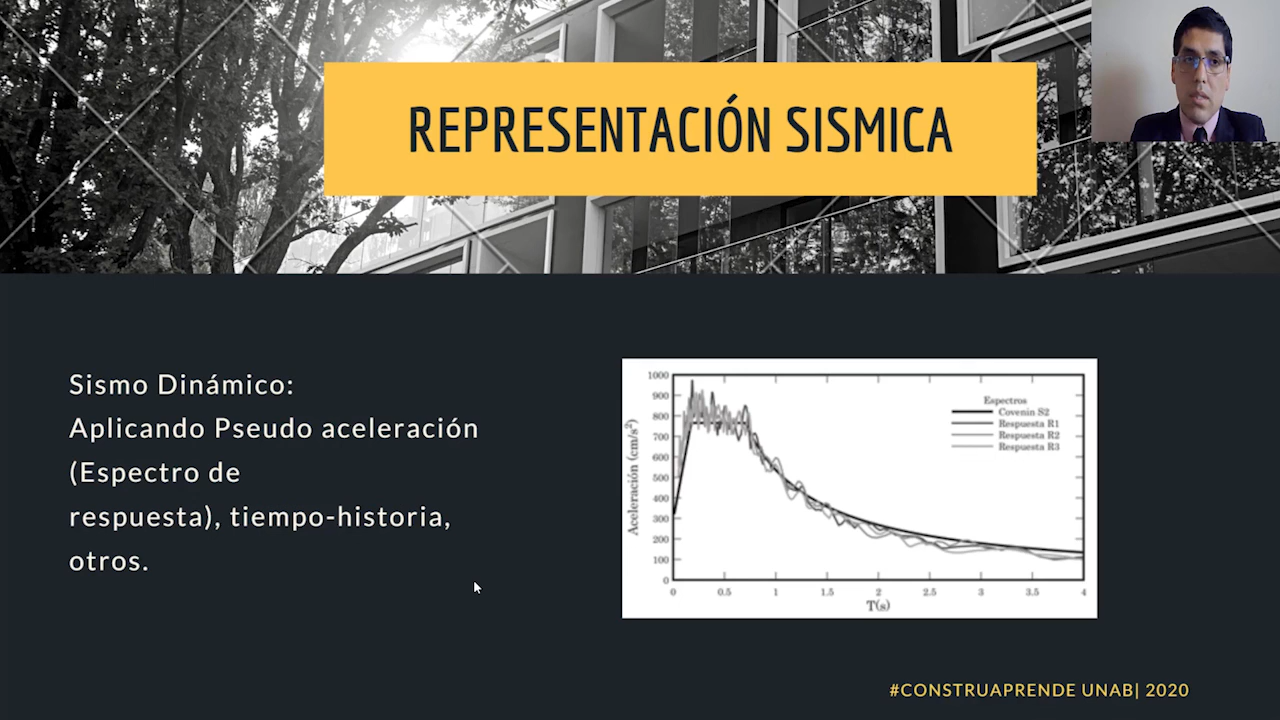 REPRESENTACIÓN SISMICA
Sismo Dinámico:
Aplicando Pseudo aceleración
(Espectro de
respuesta), tiempo-historia,
otros.
1000
900
800
700
600
500
400
300
200
100
0
Aceleración (cm/s²)
Espectros
Covenin S2
Respuesta R1
Respuesta R2
Respuesta R3
0 0.5 1 1.5 2 2.5 3 3.5 4
T(s)
#CONSTRUAPRENDE UNAB| 2020